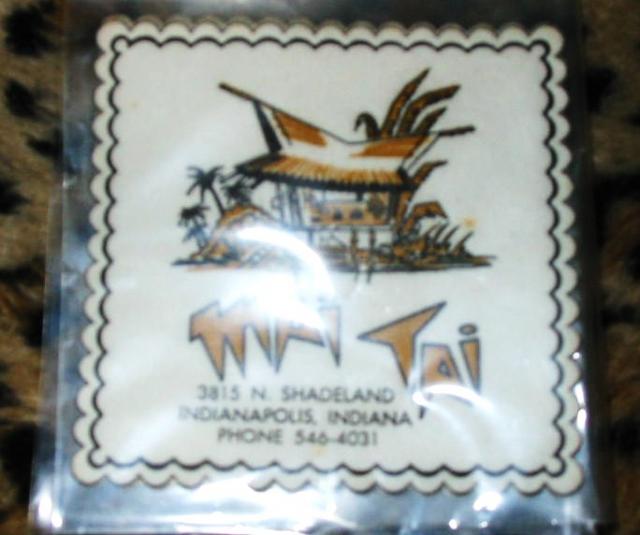 Mai Tai
3815 N. SHADELAND
INDIANAPOLIS, INDIANA
PHONE 546-4031